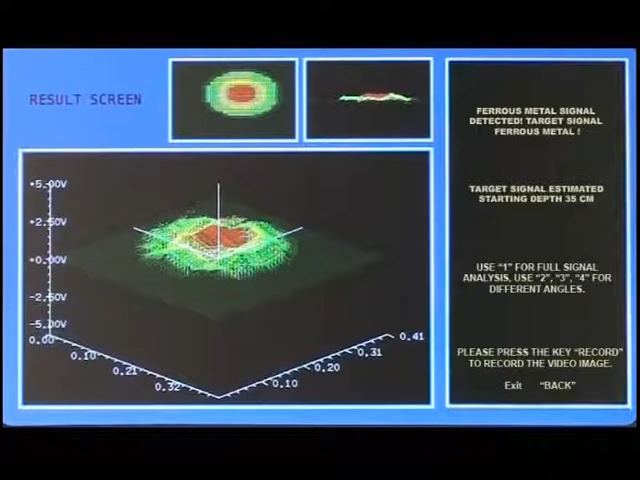 RESULT SCREEN
FERROUS METAL SIGNAL
DETECTED! TARGET SIGNAL
FERROUS METAL !
TARGET SIGNAL ESTIMATED
STARTING DEPTH 35 CM
USE "1" FOR FULL SIGNAL
ANALYSIS, USE "2", "3", "4" FOR
DIFFERENT ANGLES.
PLEASE PRESS THE KEY "RECORD"
TO RECORD THE VIDEO IMAGE.
Exit "BACK"
+5.00V
+2.50V
+0.00V
-2.50V
-5.00V
0.00
0.10
0.21
0.32
0.10
0.20
0.31
0.41